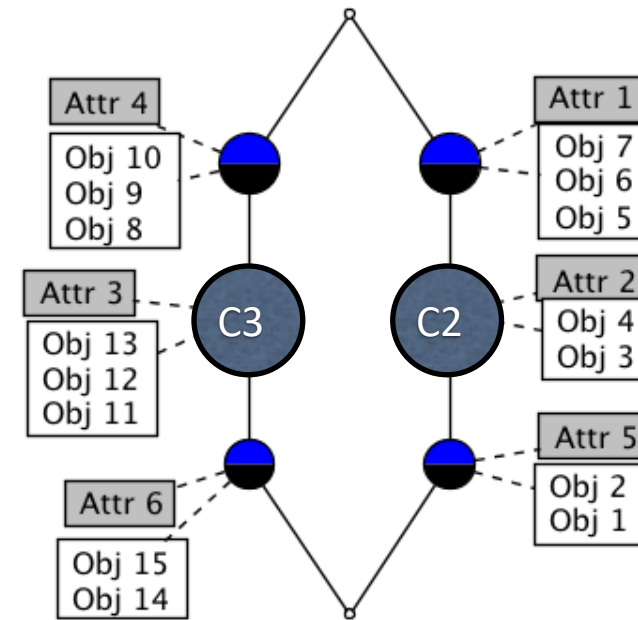 Attr 4
Obj 10
Obj 9
Obj 8
Attr 1
Obj 7
Obj 6
Obj 5
Attr 3
Obj 13
Obj 12
Obj 11
C3
C2
Attr 2
Obj 4
Obj 3
Attr 6
Obj 15
Obj 14
Attr 5
Obj 2
Obj 1